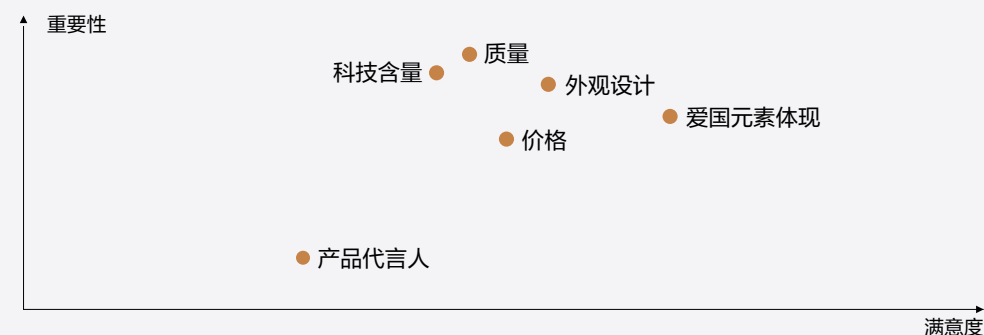 重要性
质量
科技含量
外观设计
爱国元素体现
价格
产品代言人
满意度